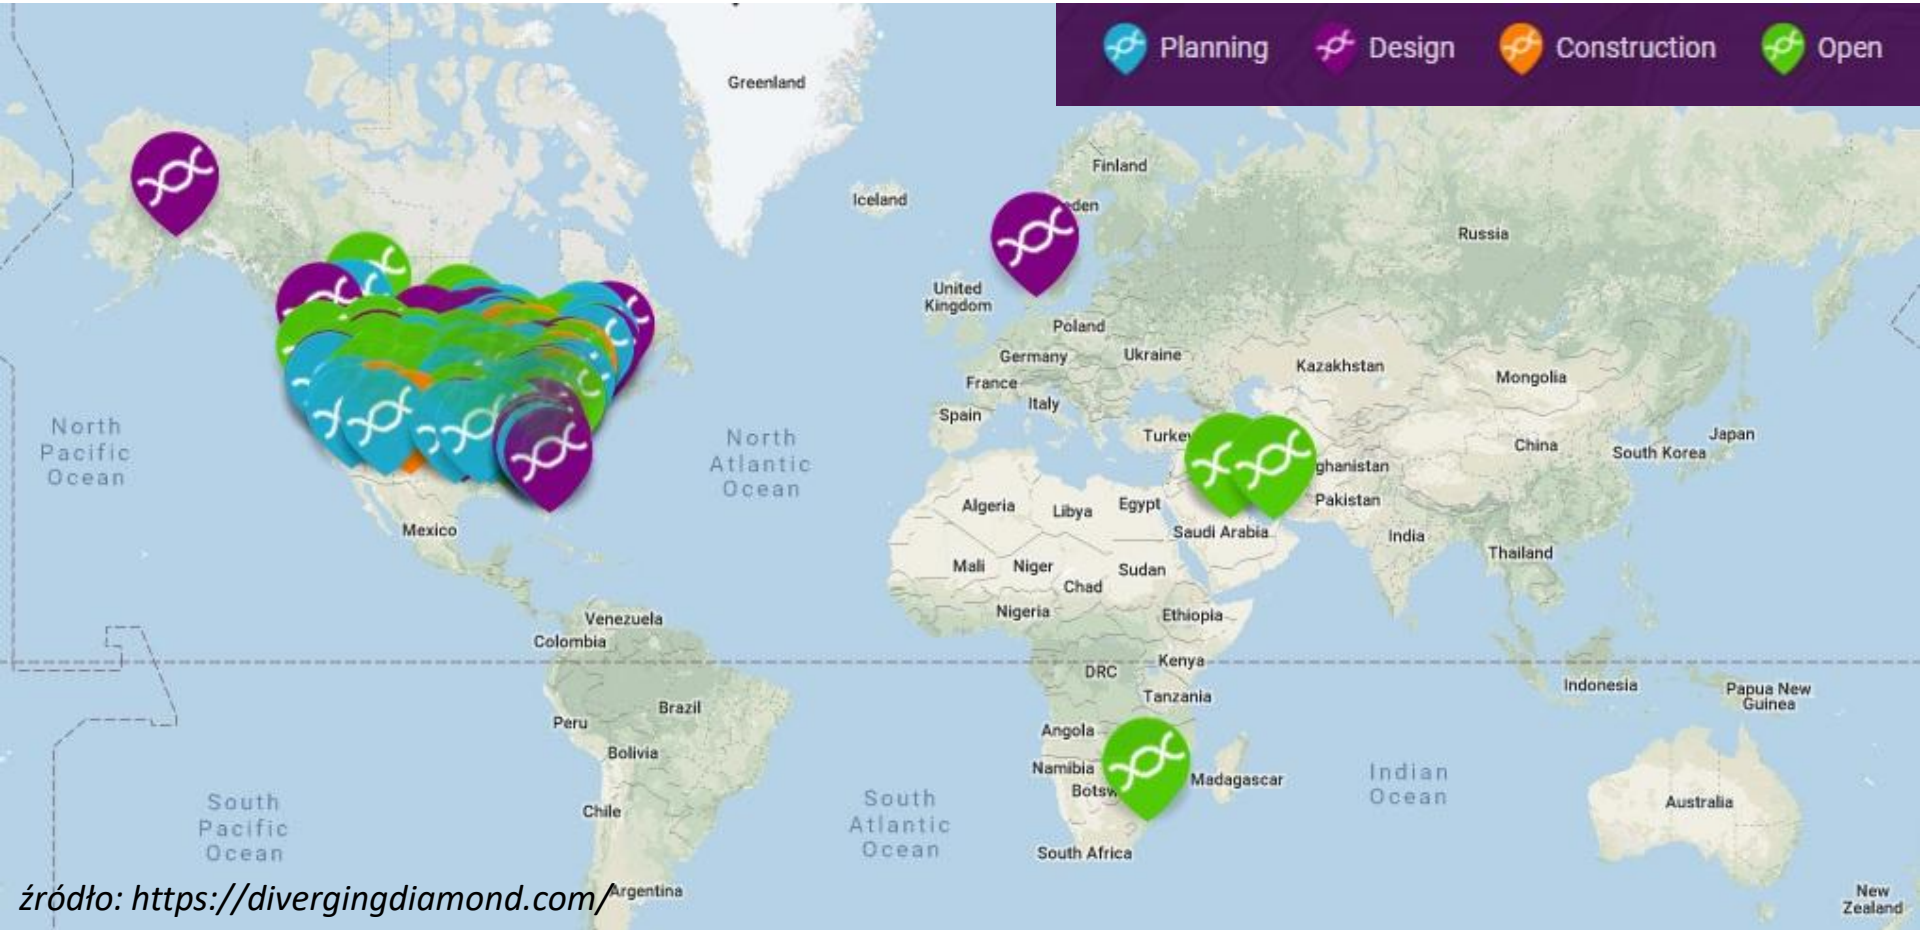 Planning
Design
Construction
Open
Greenland
Finland
Iceland
eden
Russia
United
Kingdom
Poland
Germany
Ukraine
Kazakhstan
Mongolia
France
Italy
Spain
North
Pacific
Ocean
North
Atlantic
Ocean
Turkey
China
Japan
South Korea
ghanistan
Pakistan
Algeria
Libya
Egypt
Mexico
Saudi Arabia
India
Thailand
Mali
Niger
Chad
Sudan
Nigeria
Ethiopia
Venezuela
Colombia
DRC
Kenya
Tanzania
Indonesia
Papua New
Guinea
Peru
Brazil
Bolivia
Angola
Namibia
Botsw
Madagascar
Indian
Ocean
South
Pacific
Ocean
Chile
South
Atlantic
Ocean
Australia
South Africa
Argentina
New
Zealand
źródło: https://divergingdiamond.com/